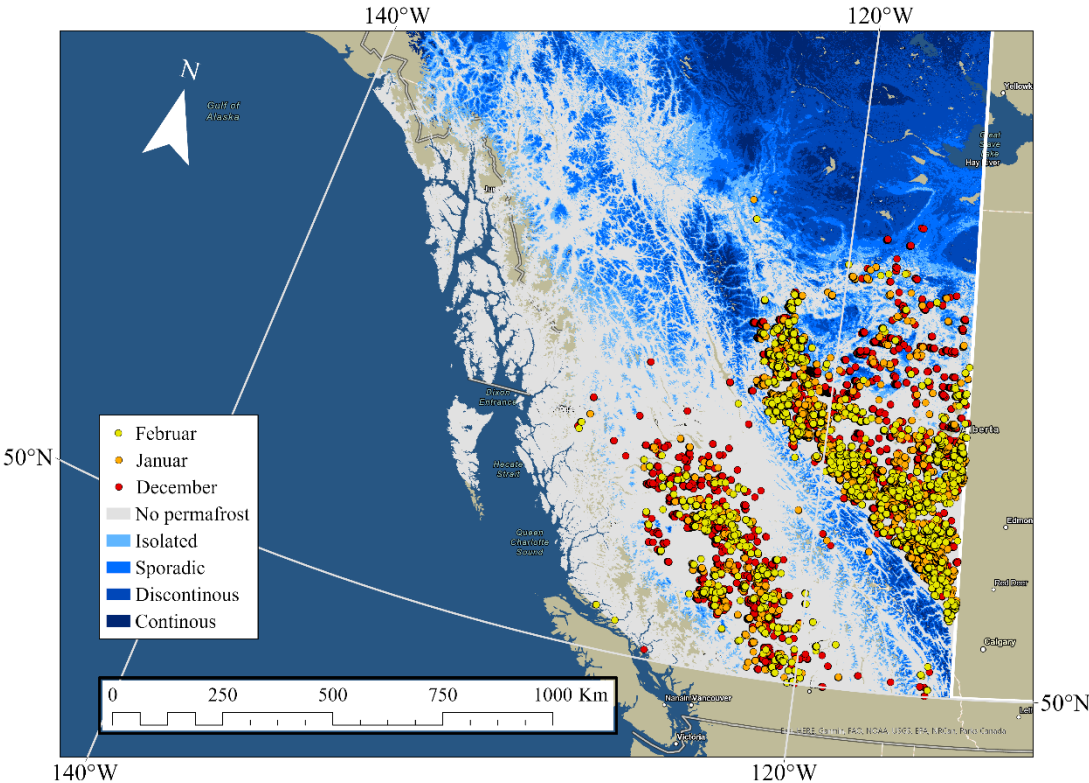 140°W
120°W
N
Gulf of
Alaska
Yellowk
Great
Slave
Lake
Hay River
Ju
Dixon
Entrance
Februar
Januar
December
No permafrost
Isolated
Sporadic
Discontinous
Continous
50°N
Hecate
Strait
Alberta
Queen
Charlotte
Sound
Edmon
Red Deer
Calgary
0
250
500
750
1000 Km
Nanaim
Vancouver
50°N
Victoria
Esri, HERE, Garmin, FAO, NOAA, USGS, EPA, NRCan, Parks Canada
140°W
120°W